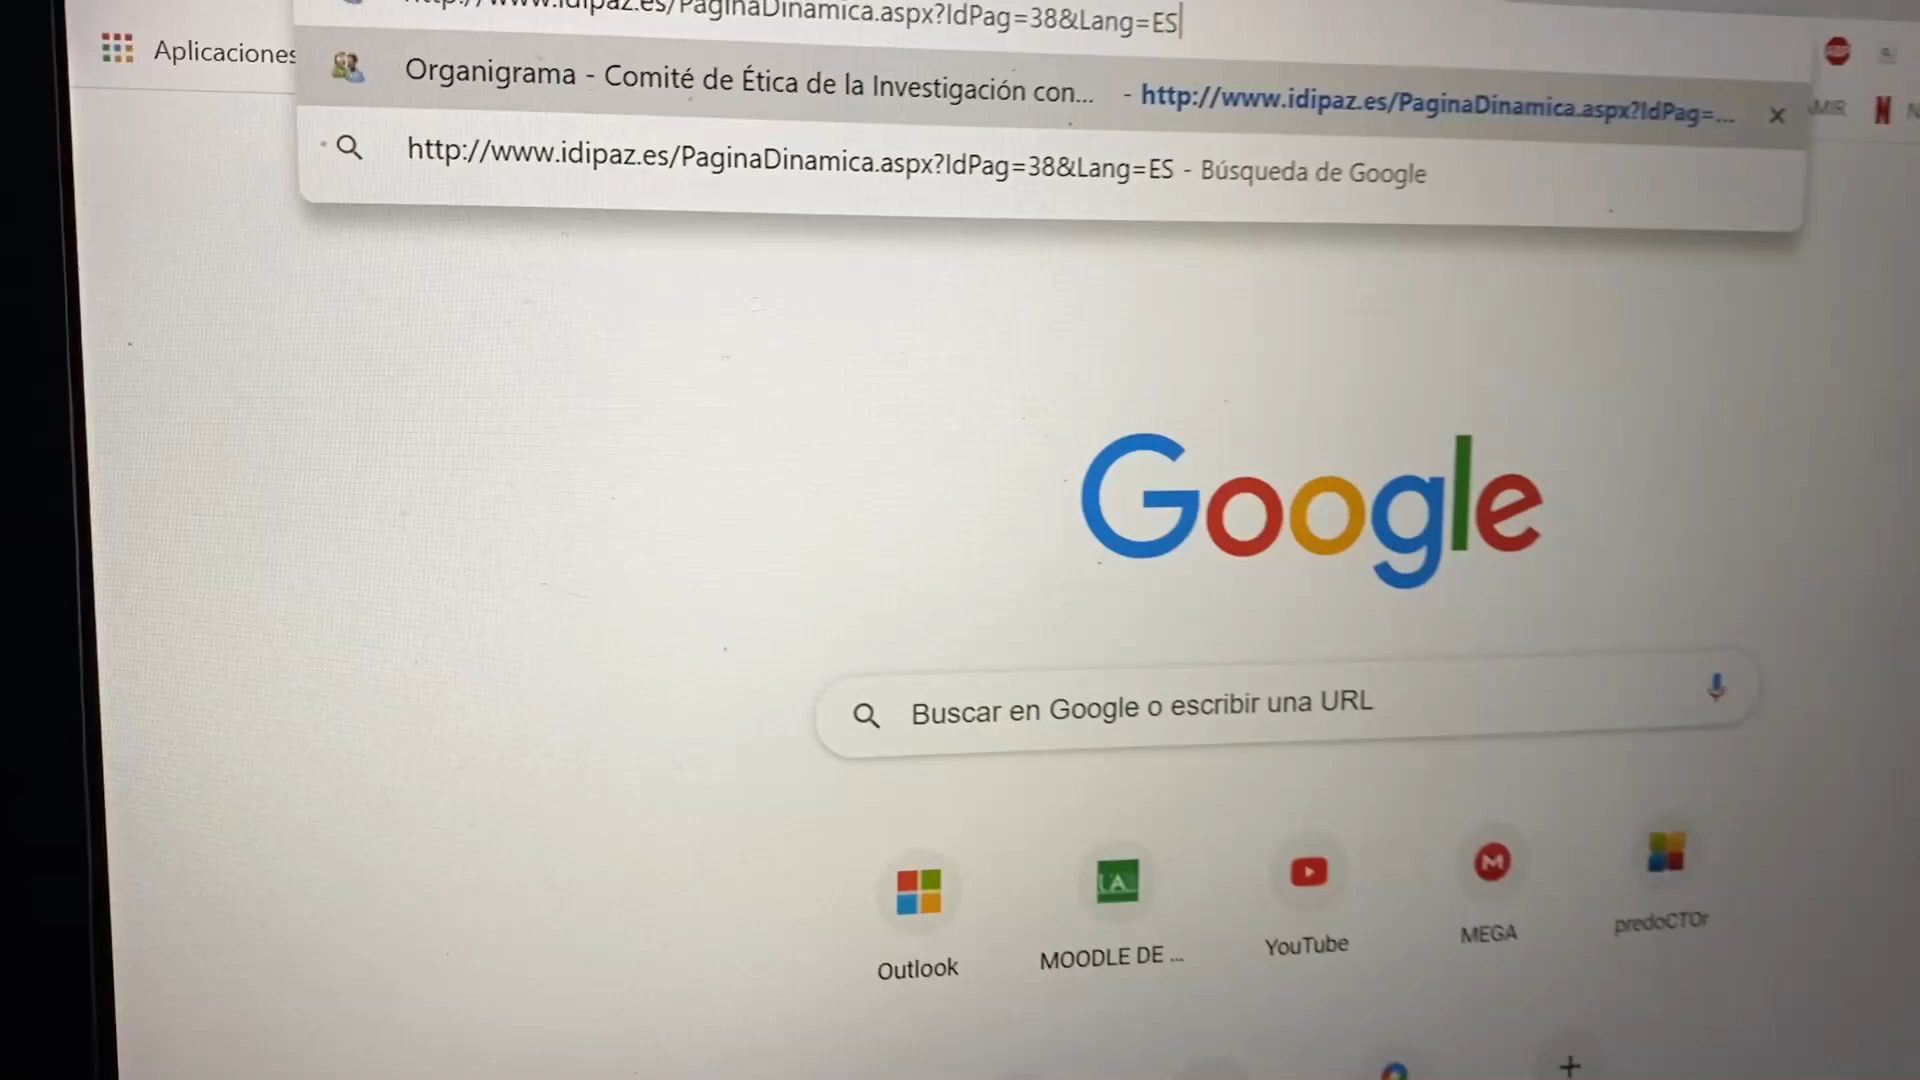 http://www.idipaz.es/PaginaDinamica.aspx?IdPag=38&Lang=ES
Aplicaciones
Organigrama - Comité de Ética de la Investigación con... - http://www.idipaz.es/PaginaDinamica.aspx?IdPag=...
http://www.idipaz.es/PaginaDinamica.aspx?IdPag=38&Lang=ES - Búsqueda de Google
Google
Buscar en Google o escribir una URL
Outlook
MOODLE DE ...
YouTube
MEGA
predoCTOr